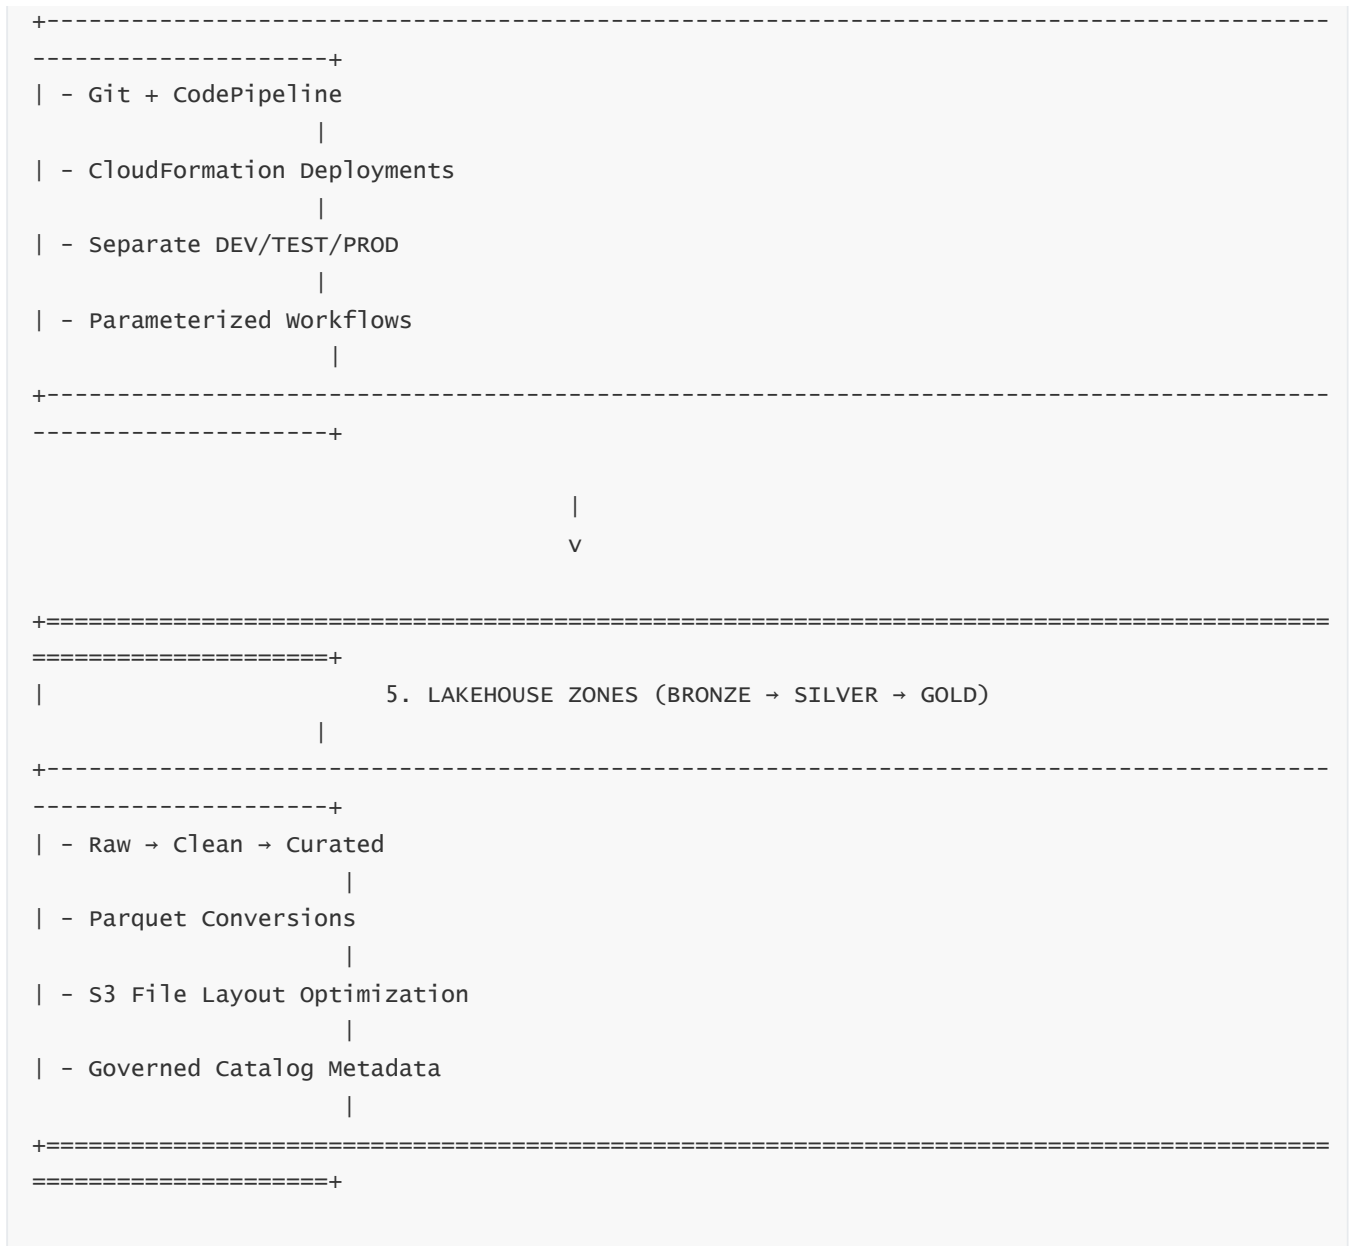 +-------------------------------------------------------------------------------------------
---------------------+
| - Git + CodePipeline
|
| - CloudFormation Deployments
|
| - Separate DEV/TEST/PROD
|
| - Parameterized Workflows
|
+-------------------------------------------------------------------------------------------
---------------------+
|
v
+===========================================================================================
=====================+
| 5. LAKEHOUSE ZONES (BRONZE → SILVER → GOLD)
|
+-------------------------------------------------------------------------------------------
---------------------+
| - Raw → Clean → Curated
|
| - Parquet Conversions
|
| - S3 File Layout Optimization
|
| - Governed Catalog Metadata
|
+===========================================================================================
=====================+